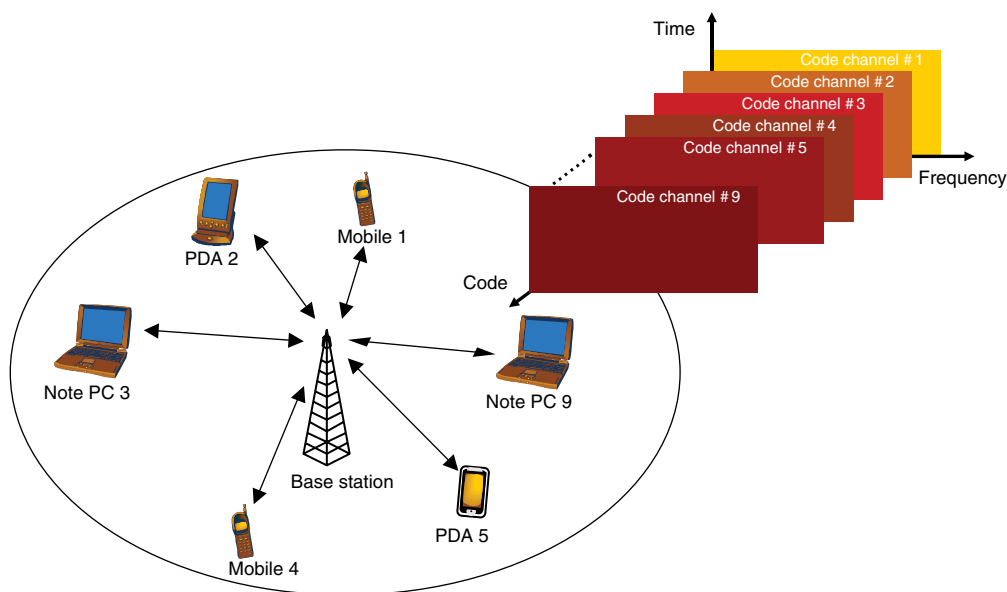 Time
Code channel # 1
Code channel # 2
Code channel # 3
Code channel # 4
Code channel # 5
Frequency
Code channel # 9
Code
Mobile 1
PDA 2
Note PC 3
Note PC 9
Base station
PDA 5
Mobile 4